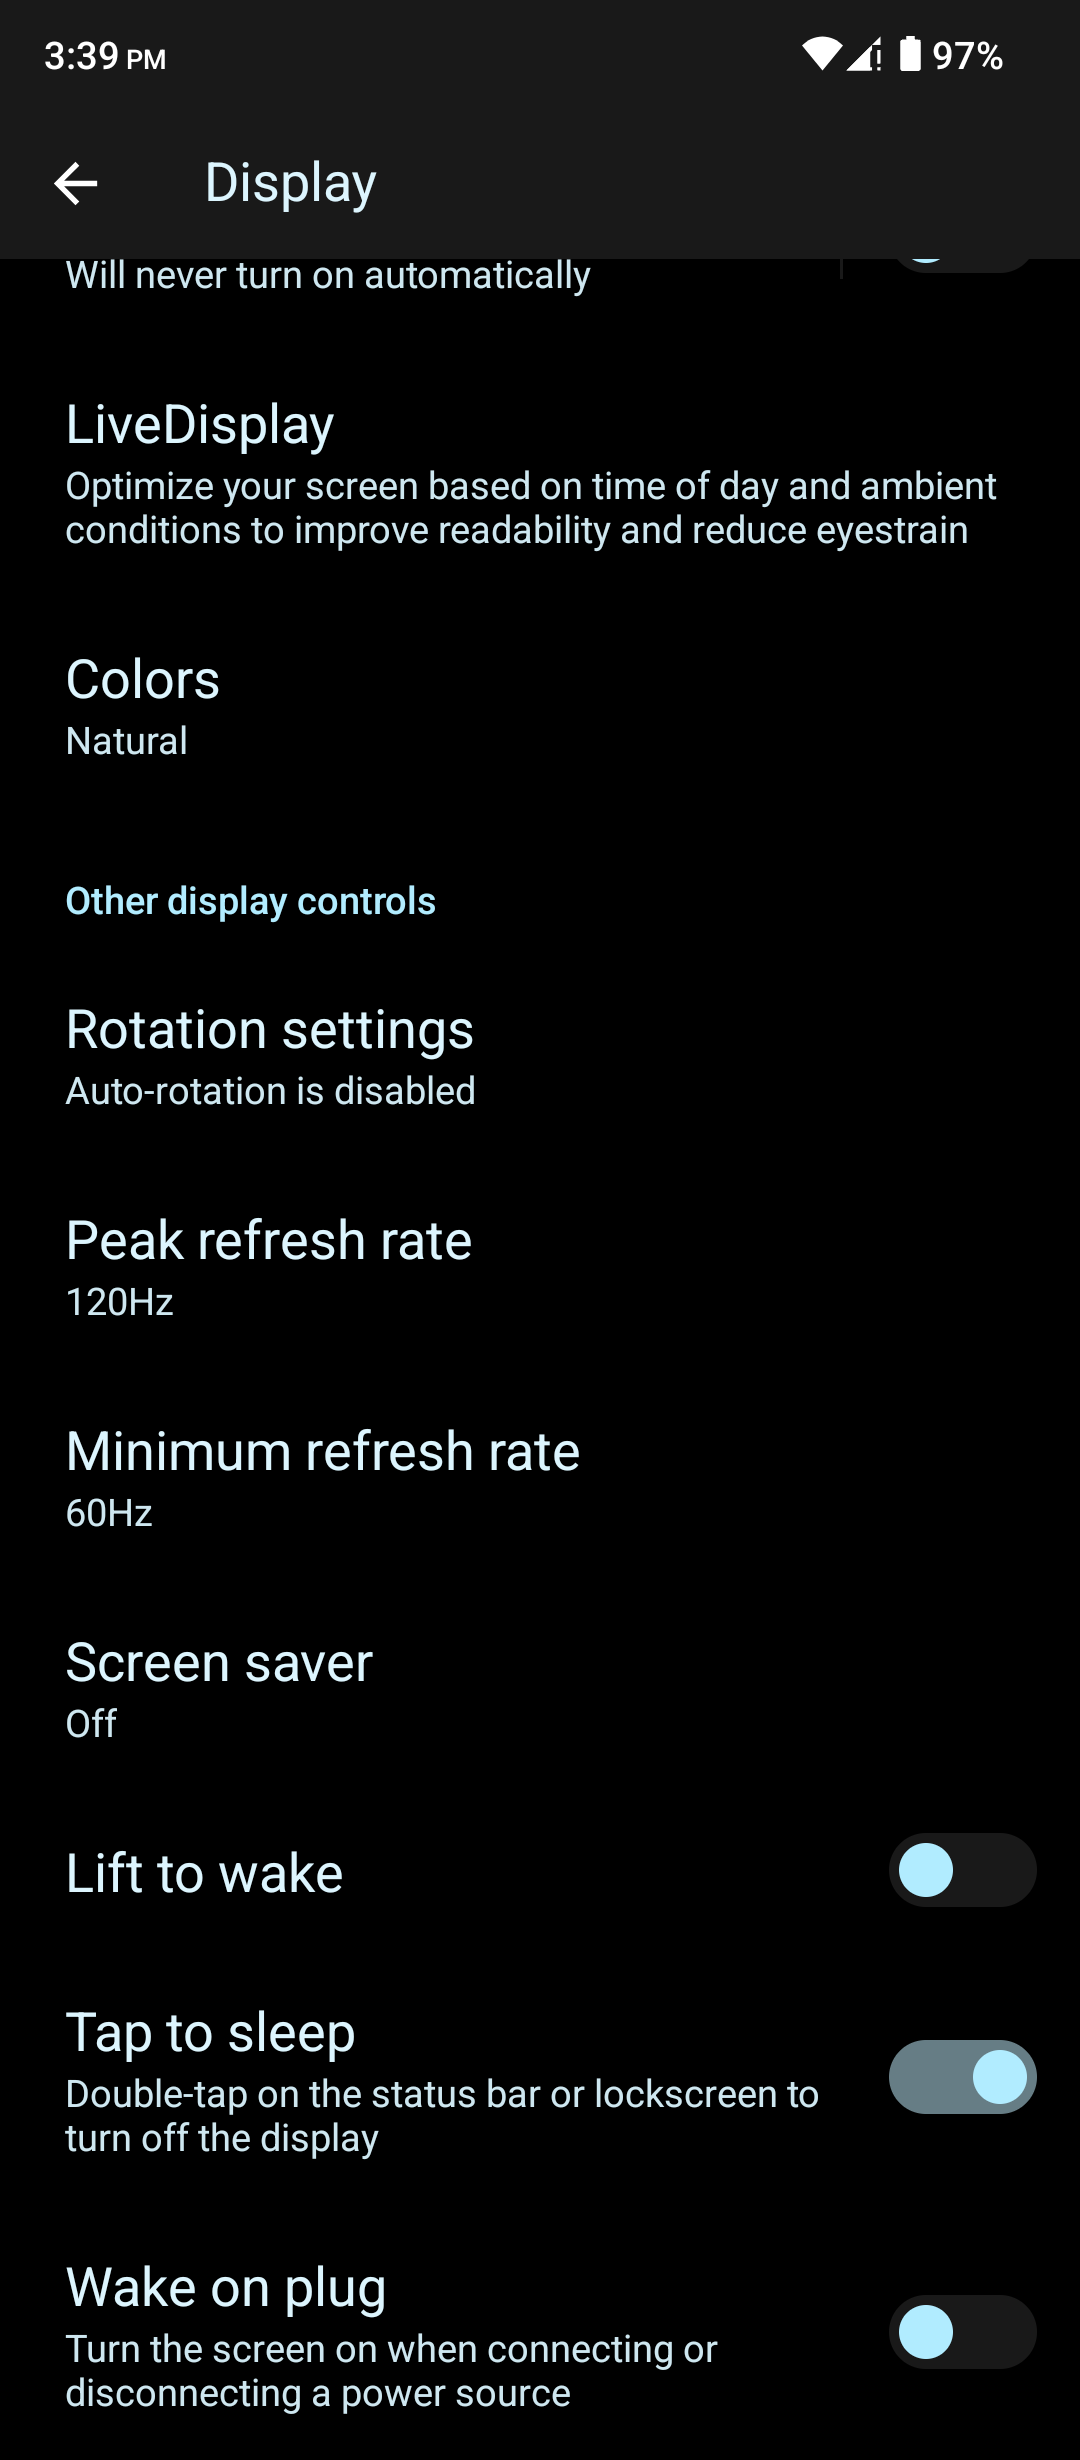 3:39 PM
97%
Display
Will never turn on automatically
LiveDisplay
Optimize your screen based on time of day and ambient
conditions to improve readability and reduce eyestrain
Colors
Natural
Other display controls
Rotation settings
Auto-rotation is disabled
Peak refresh rate
120Hz
Minimum refresh rate
60Hz
Screen saver
Off
Lift to wake
Tap to sleep
Double-tap on the status bar or lockscreen to
turn off the display
Wake on plug
Turn the screen on when connecting or
disconnecting a power source